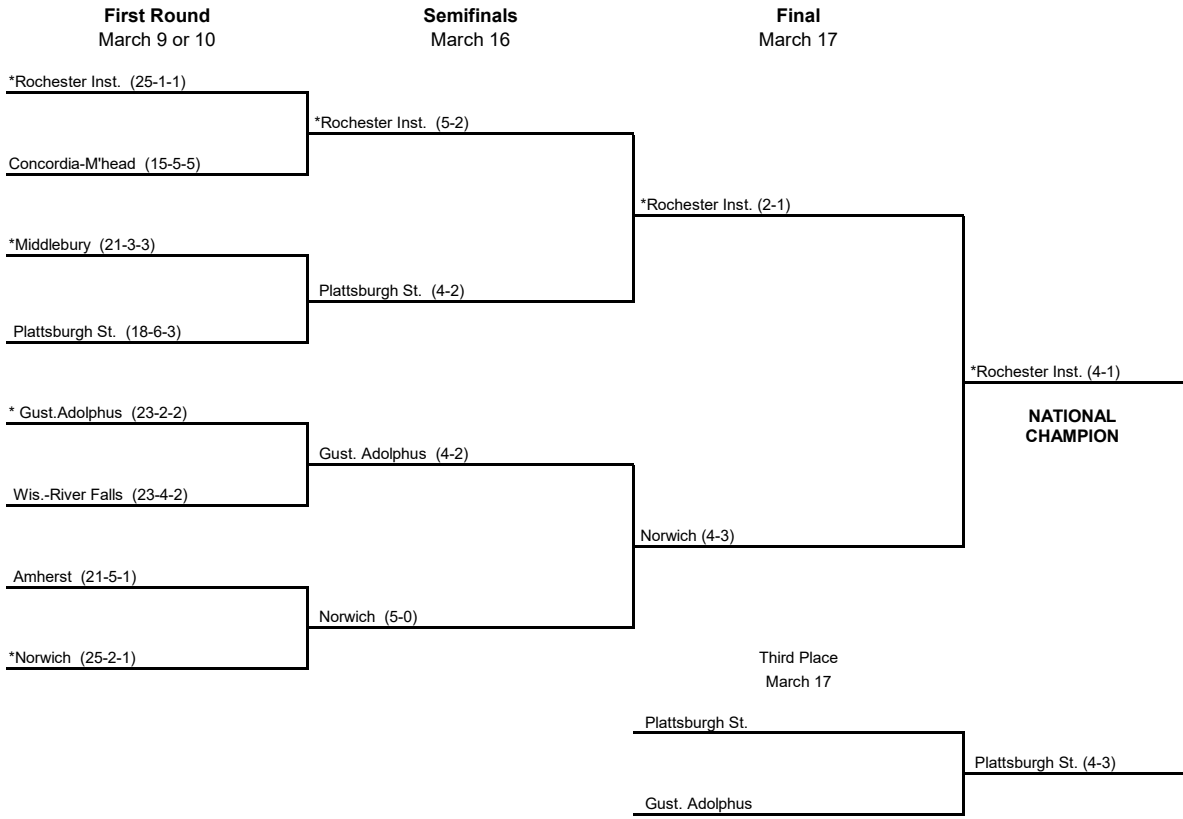 First Round
March 9 or 10
Semifinals
March 16
Final
March 17
*Rochester Inst. (25-1-1)
*Rochester Inst. (5-2)
Concordia-M'head (15-5-5)
*Rochester Inst. (2-1)
*Middlebury (21-3-3)
Plattsburgh St. (4-2)
Plattsburgh St. (18-6-3)
*Rochester Inst. (4-1)
NATIONAL
CHAMPION
* Gust.Adolphus (23-2-2)
Gust. Adolphus (4-2)
Wis.-River Falls (23-4-2)
Norwich (4-3)
Amherst (21-5-1)
Norwich (5-0)
*Norwich (25-2-1)
Third Place
March 17
Plattsburgh St.
Plattsburgh St. (4-3)
Gust. Adolphus